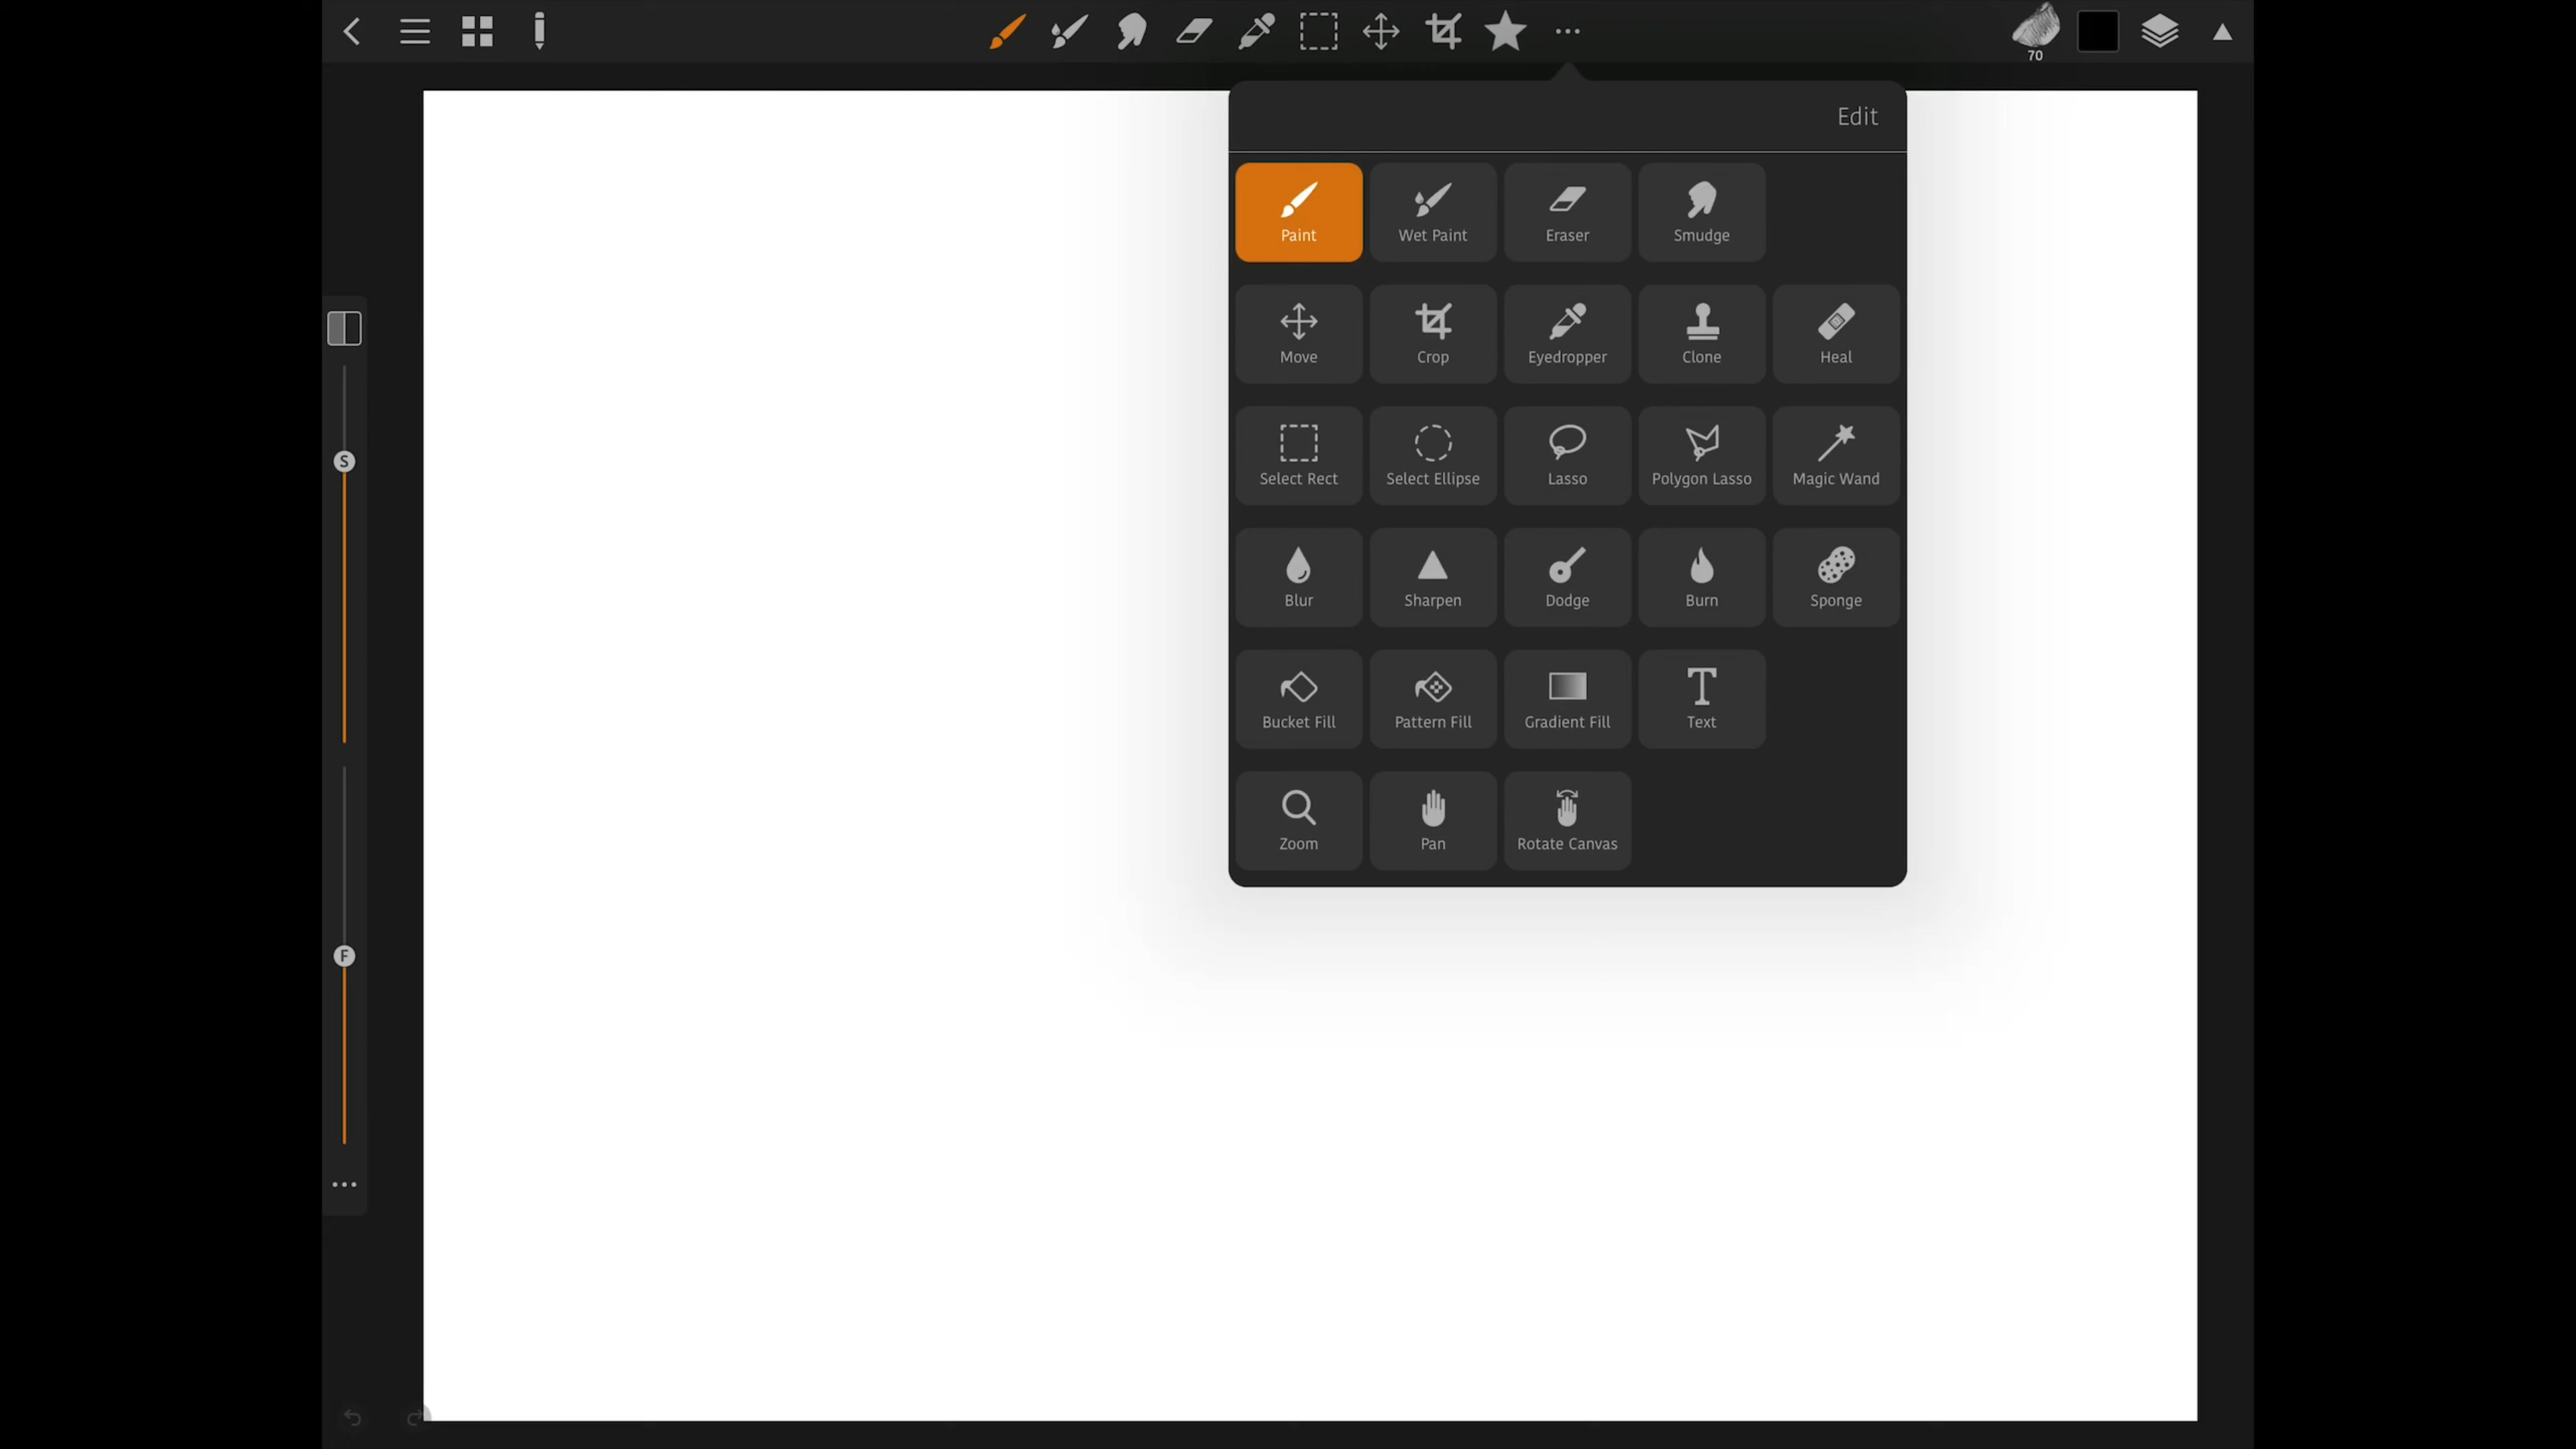 70
Edit
Paint Wet Paint Eraser Smudge
Move Crop Eyedropper Clone Heal
Select Rect Select Ellipse Lasso Polygon Lasso Magic Wand
S
Blur Sharpen Dodge Burn Sponge
Bucket Fill Pattern Fill Gradient Fill Text
Zoom Pan Rotate Canvas
F